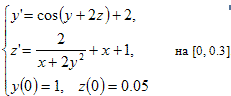 y'=cos(y+2z)+2,
z'=2/(x+2y²)+x+1, на [0, 0.3]
y(0)=1, z(0)=0.05